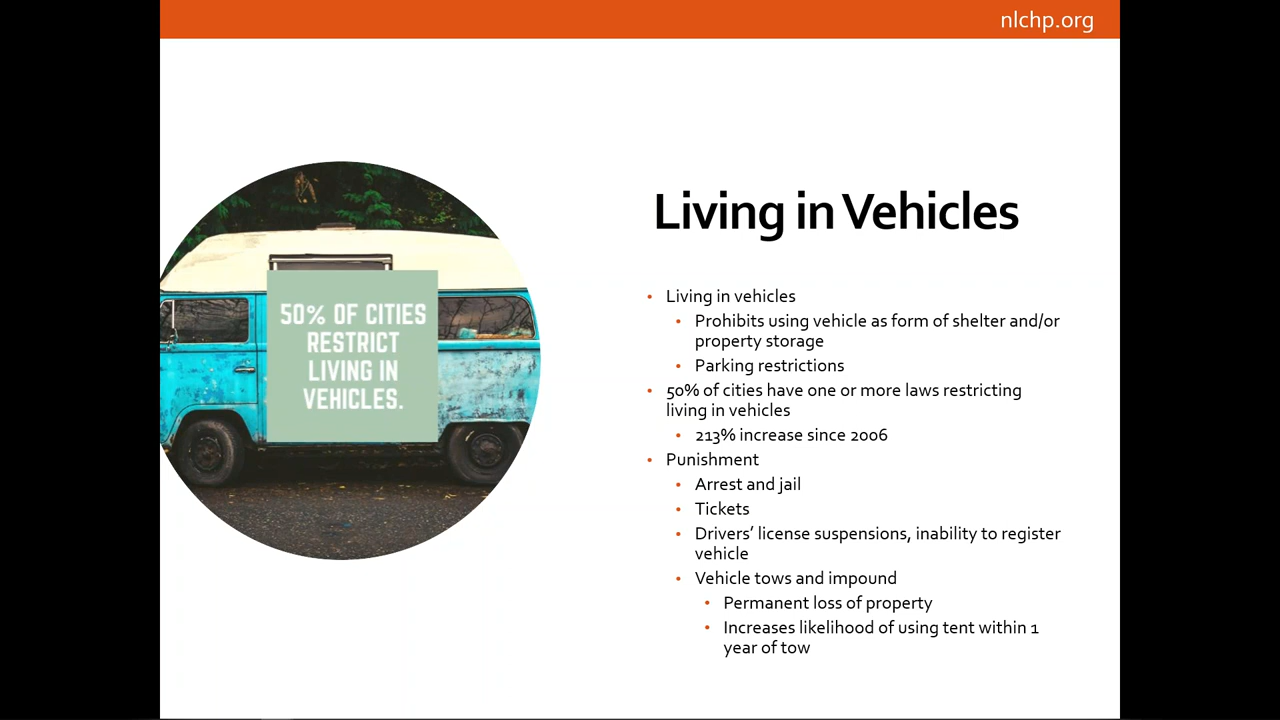 nlchp.org
50% OF CITIES
RESTRICT
LIVING IN
VEHICLES.
Living in Vehicles
• Living in vehicles
• Prohibits using vehicle as form of shelter and/or
property storage
• Parking restrictions
• 50% of cities have one or more laws restricting
living in vehicles
• 213% increase since 2006
• Punishment
• Arrest and jail
• Tickets
• Drivers’ license suspensions, inability to register
vehicle
• Vehicle tows and impound
• Permanent loss of property
• Increases likelihood of using tent within 1
year of tow